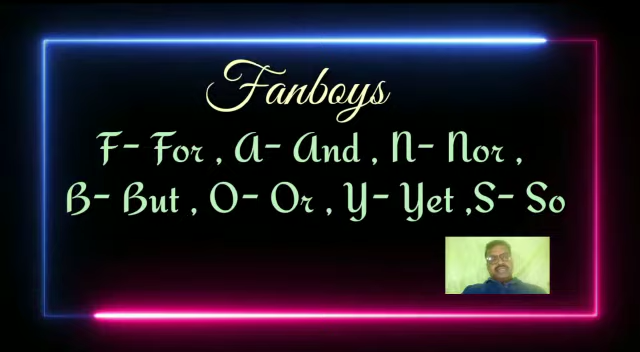 Fanboys
F- For , A- And , N- Nor ,
B- But , O- Or , Y- Yet ,S- So